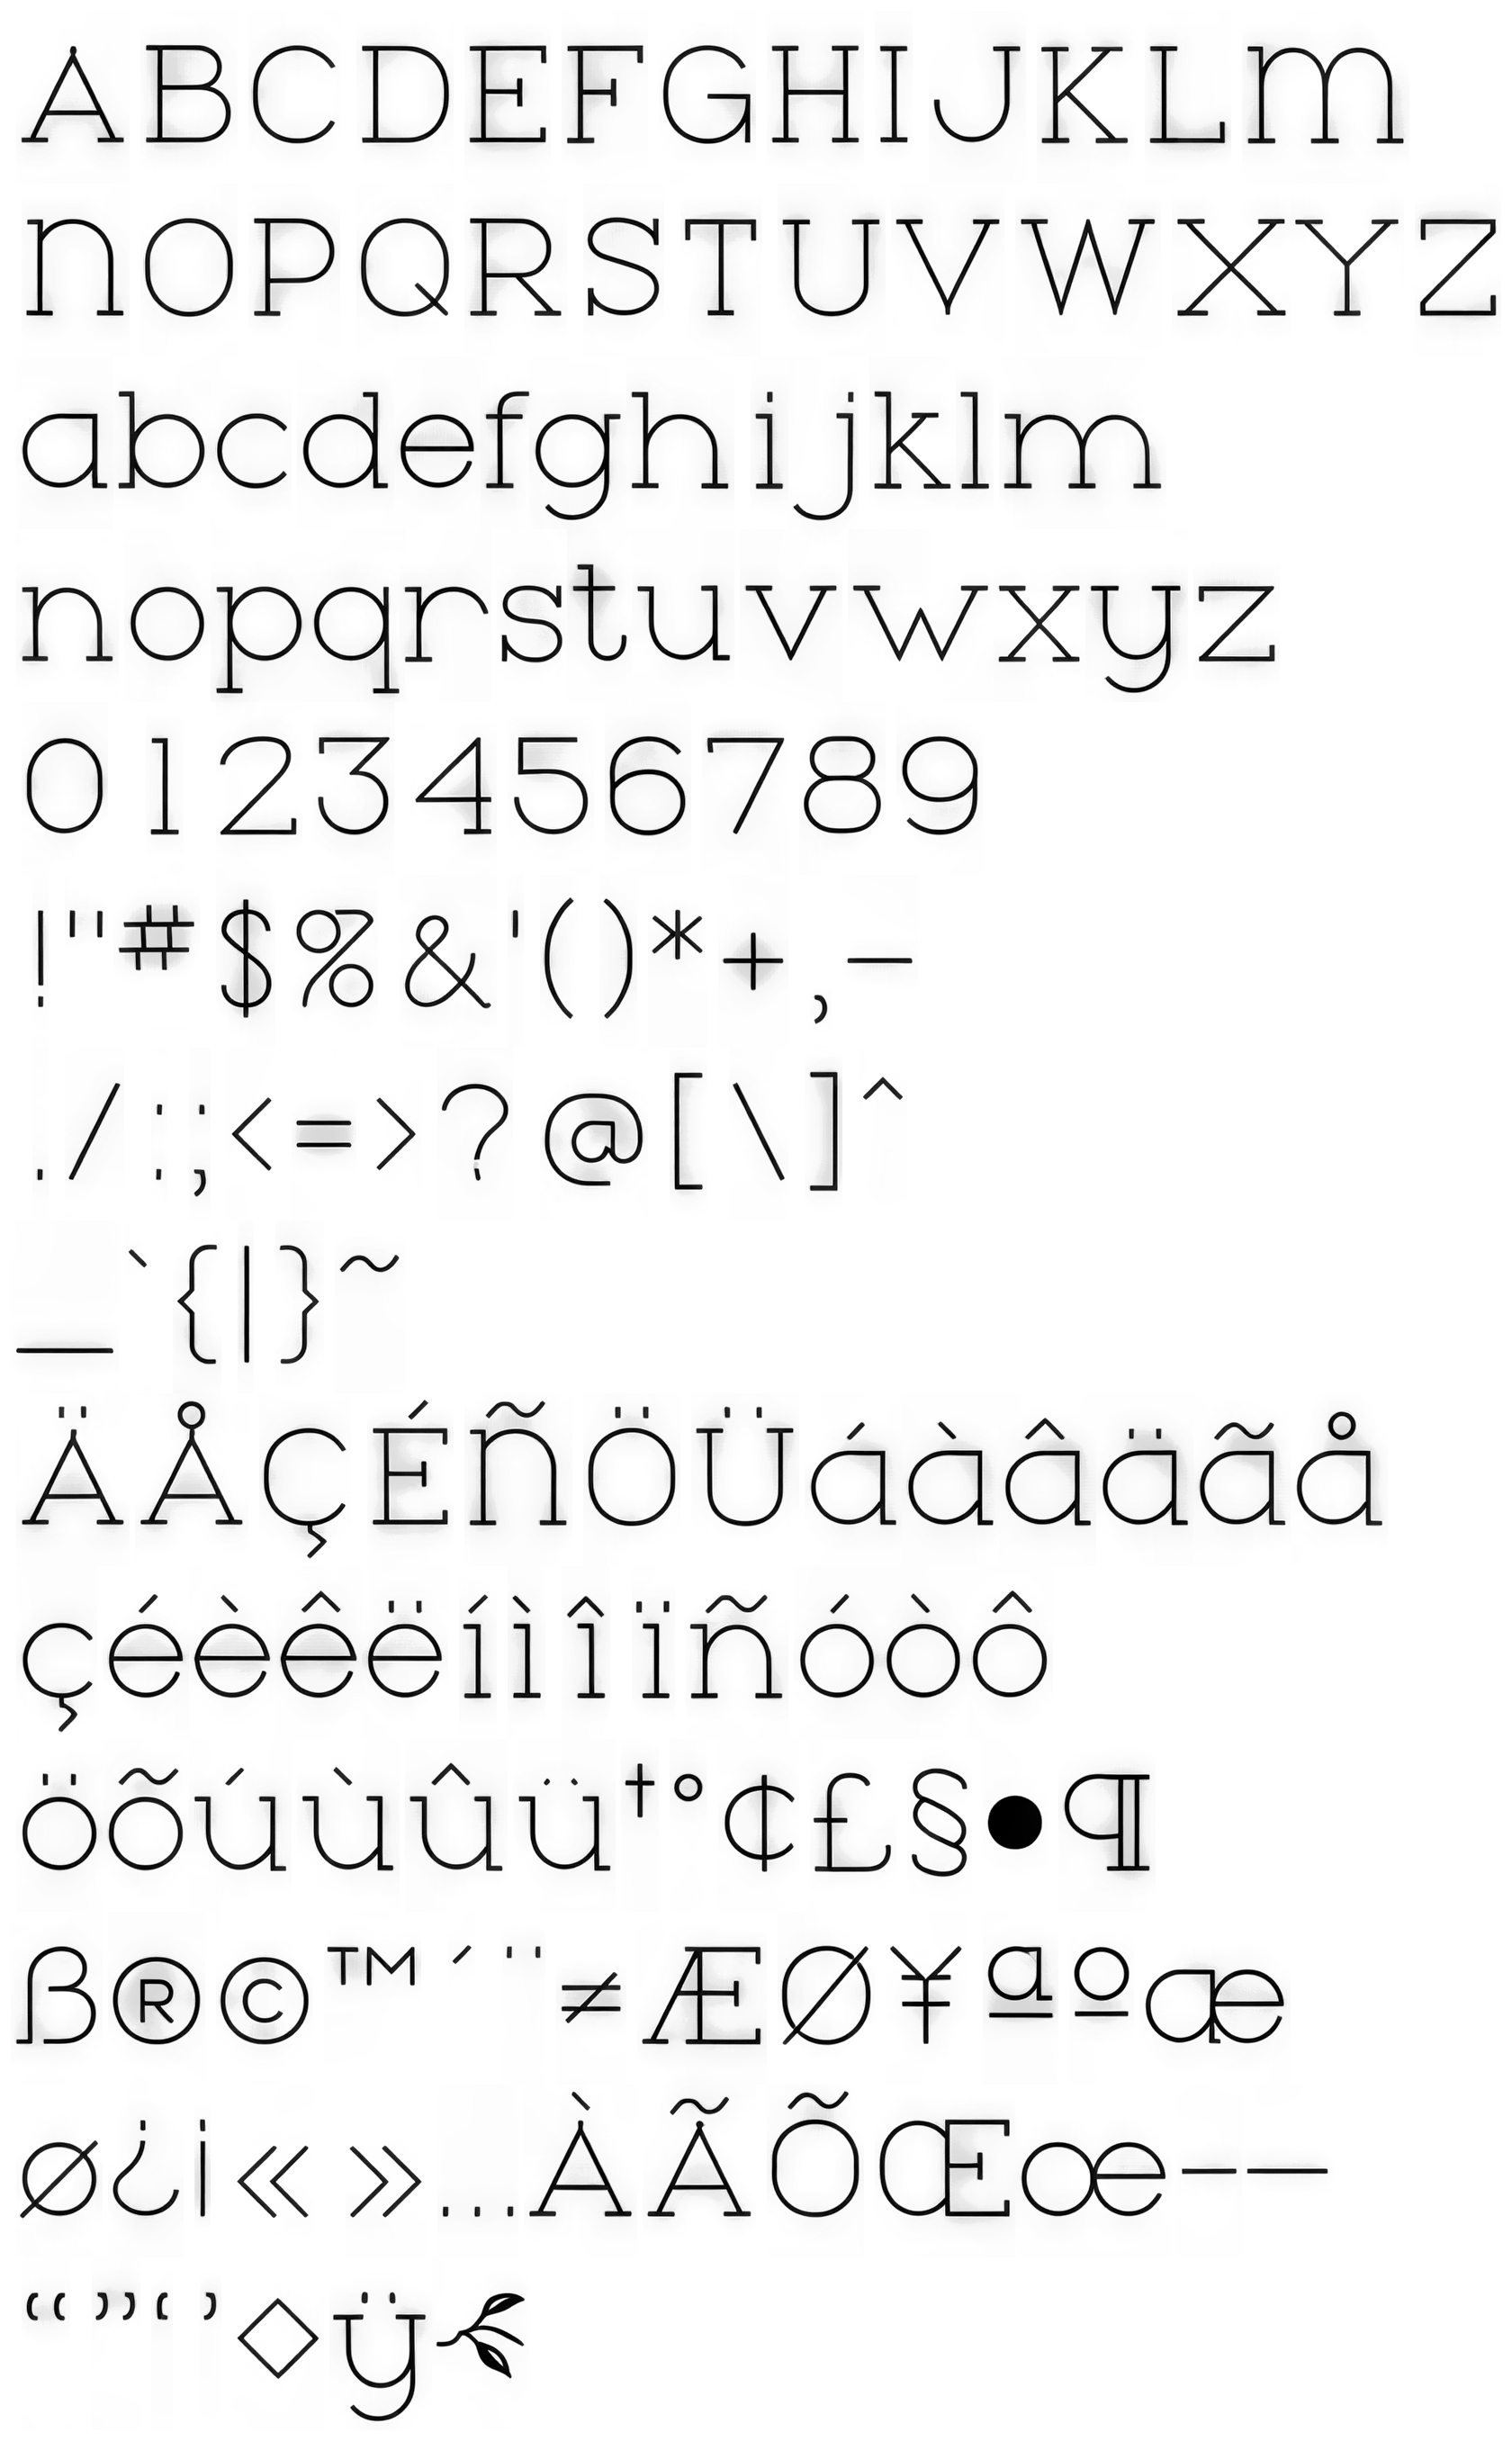 ABCDEFGHIJKLM
NOPQRSTUVWXYZ
abcdefghijklm
nopqrstuvwxyz
0123456789
!"#$%&'()*+,-
./:;<=>?@[\]^
_`{|}~
ÄÅÇÉÑÖÜáàâäãå
çéèêëíìîïñóòô
öõúùûü†°¢£§•¶
ß®©™´¨≠ÆØ¥ªºæ
ø¿¡«»…ÀÃÕŒœ–—
“”‘’◊ÿ